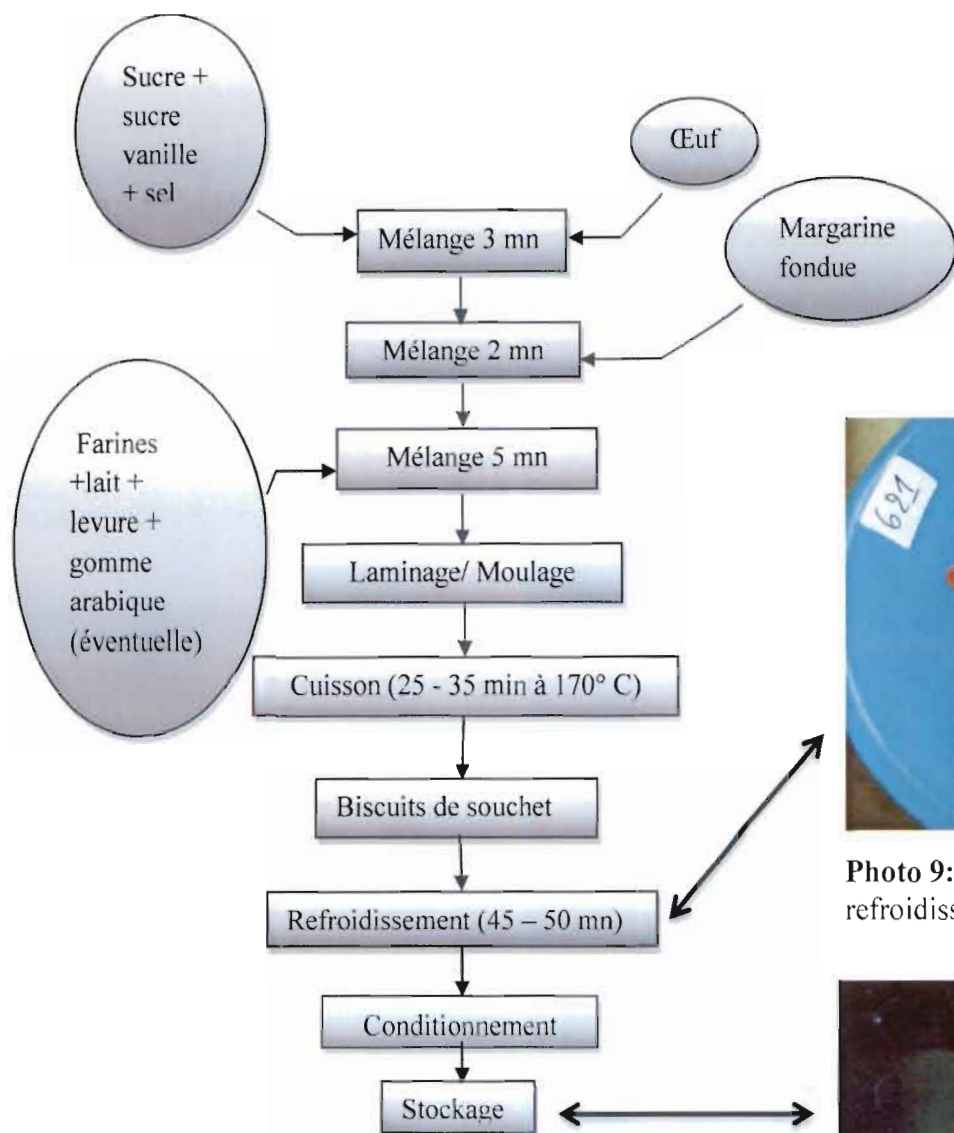 Sucre +
sucre
vanille
+ sel
Œuf
Mélange 3 mn
Margarine
fondue
Mélange 2 mn
Farines
+lait +
levure +
gomme
arabique
(éventuelle)
Mélange 5 mn
Laminage/ Moulage
Cuisson (25 - 35 min à 170° C)
Biscuits de souchet
Refroidissement (45 – 50 mn)
Conditionnement
Stockage
621
Photo 9:
refroidiss